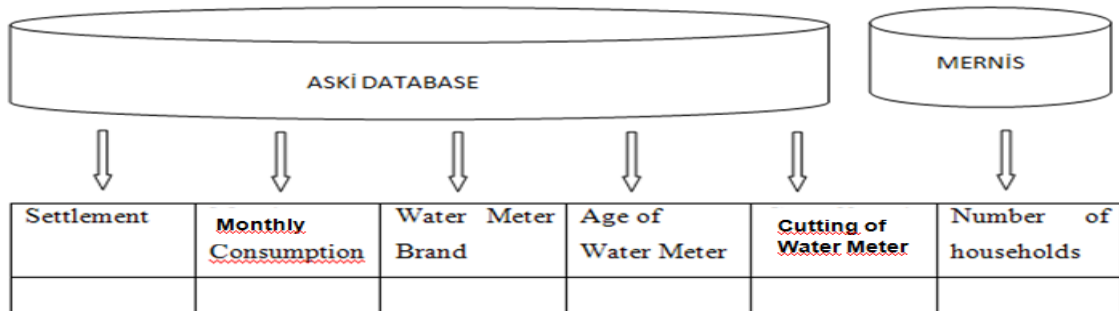 ASKİ DATABASE
MERNİS
Settlement
Monthly
Consumption
Water Meter
Brand
Age of
Water Meter
Cutting of
Water Meter
Number of
households